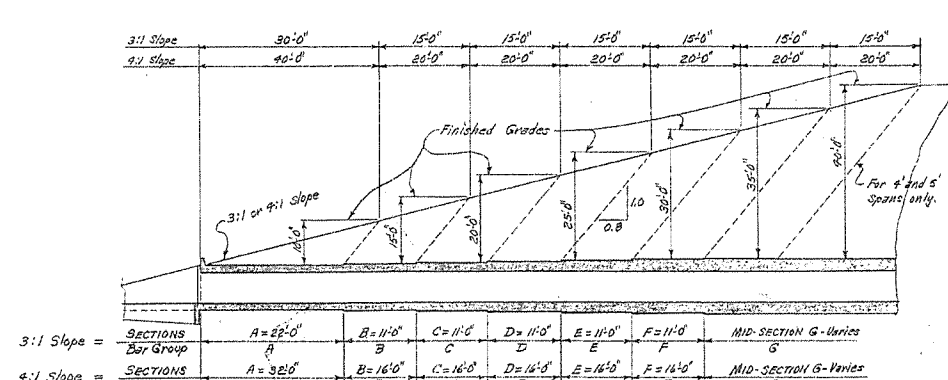 3:1 Slope 30'-0" 15'-0" 15'-0" 15'-0" 15'-0" 15'-0" 15'-0"
4:1 Slope 40'-0" 20'-0" 20'-0" 20'-0" 20'-0" 20'-0" 20'-0"
Finished Grades
3:1 or 4:1 Slope
10'-0"
15'-0"
20'-0"
25'-0"
30'-0"
35'-0"
40'-0"
1.0
0.8
For 4' and 5'
spans only.
3:1 Slope = SECTIONS A=22'-0" B=11'-0" C=11'-0" D=11'-0" E=11'-0" F=11'-0" MID-SECTION G-Varies
Bar Group A B C D E F G
4:1 Slope = SECTIONS A=32'-0" B=16'-0" C=16'-0" D=16'-0" E=16'-0" F=16'-0" MID-SECTION G-Varies